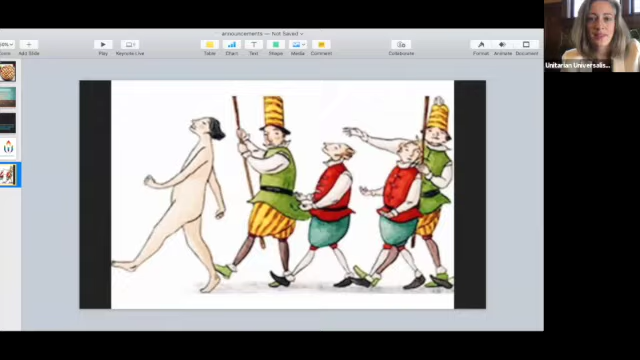 announcements — Not Saved
Add Slide
Play
Keynote Live
Table
Chart
Text
Shape
Media
Comment
Collaborate
Format
Animate
Document
Unitarian Universalis...